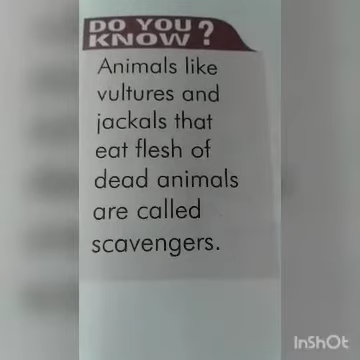 DO YOU
KNOW ?
Animals like
vultures and
jackals that
eat flesh of
dead animals
are called
scavengers.
InShOt